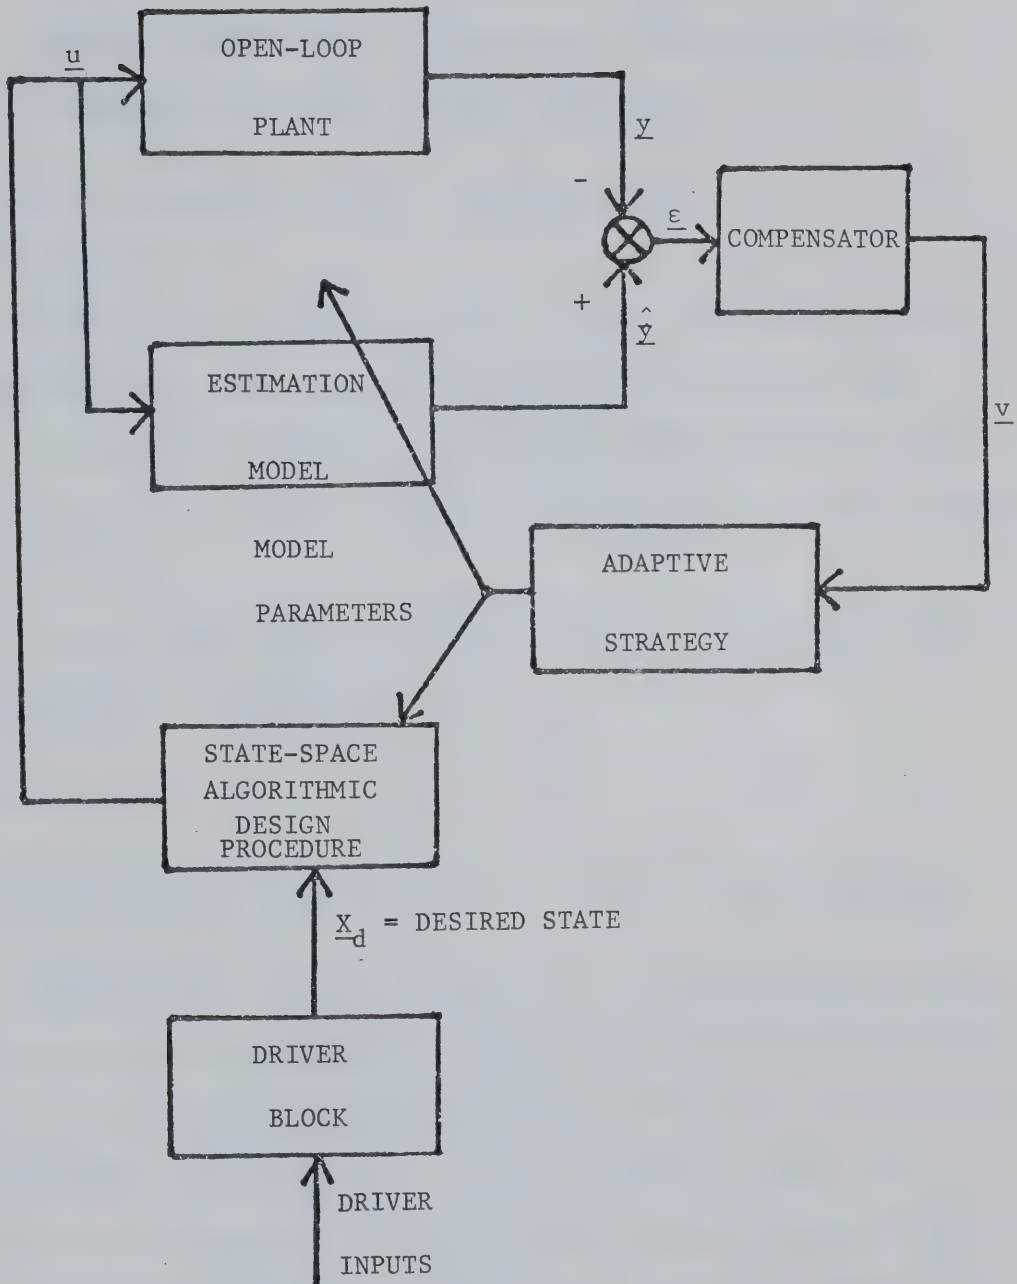 u
OPEN-LOOP
PLANT
y
-
ε
COMPENSATOR
+
ŷ
ESTIMATION
MODEL
v
MODEL
PARAMETERS
ADAPTIVE
STRATEGY
STATE-SPACE
ALGORITHMIC
DESIGN
PROCEDURE
X_d = DESIRED STATE
DRIVER
BLOCK
DRIVER
INPUTS